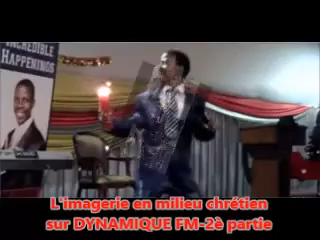 INCREDIBLE
HAPPENINGS
L'imagerie en milieu chrétien
sur DYNAMIQUE FM-2è partie